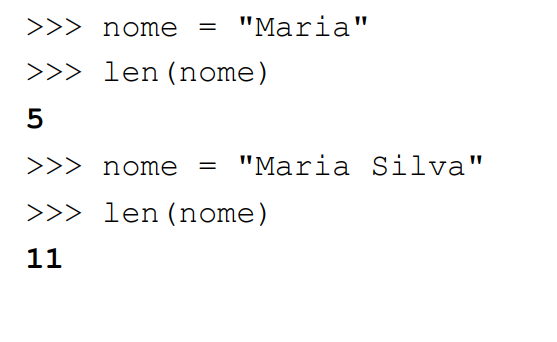 >>> nome = "Maria"
>>> len(nome)
5
>>> nome = "Maria Silva"
>>> len(nome)
11